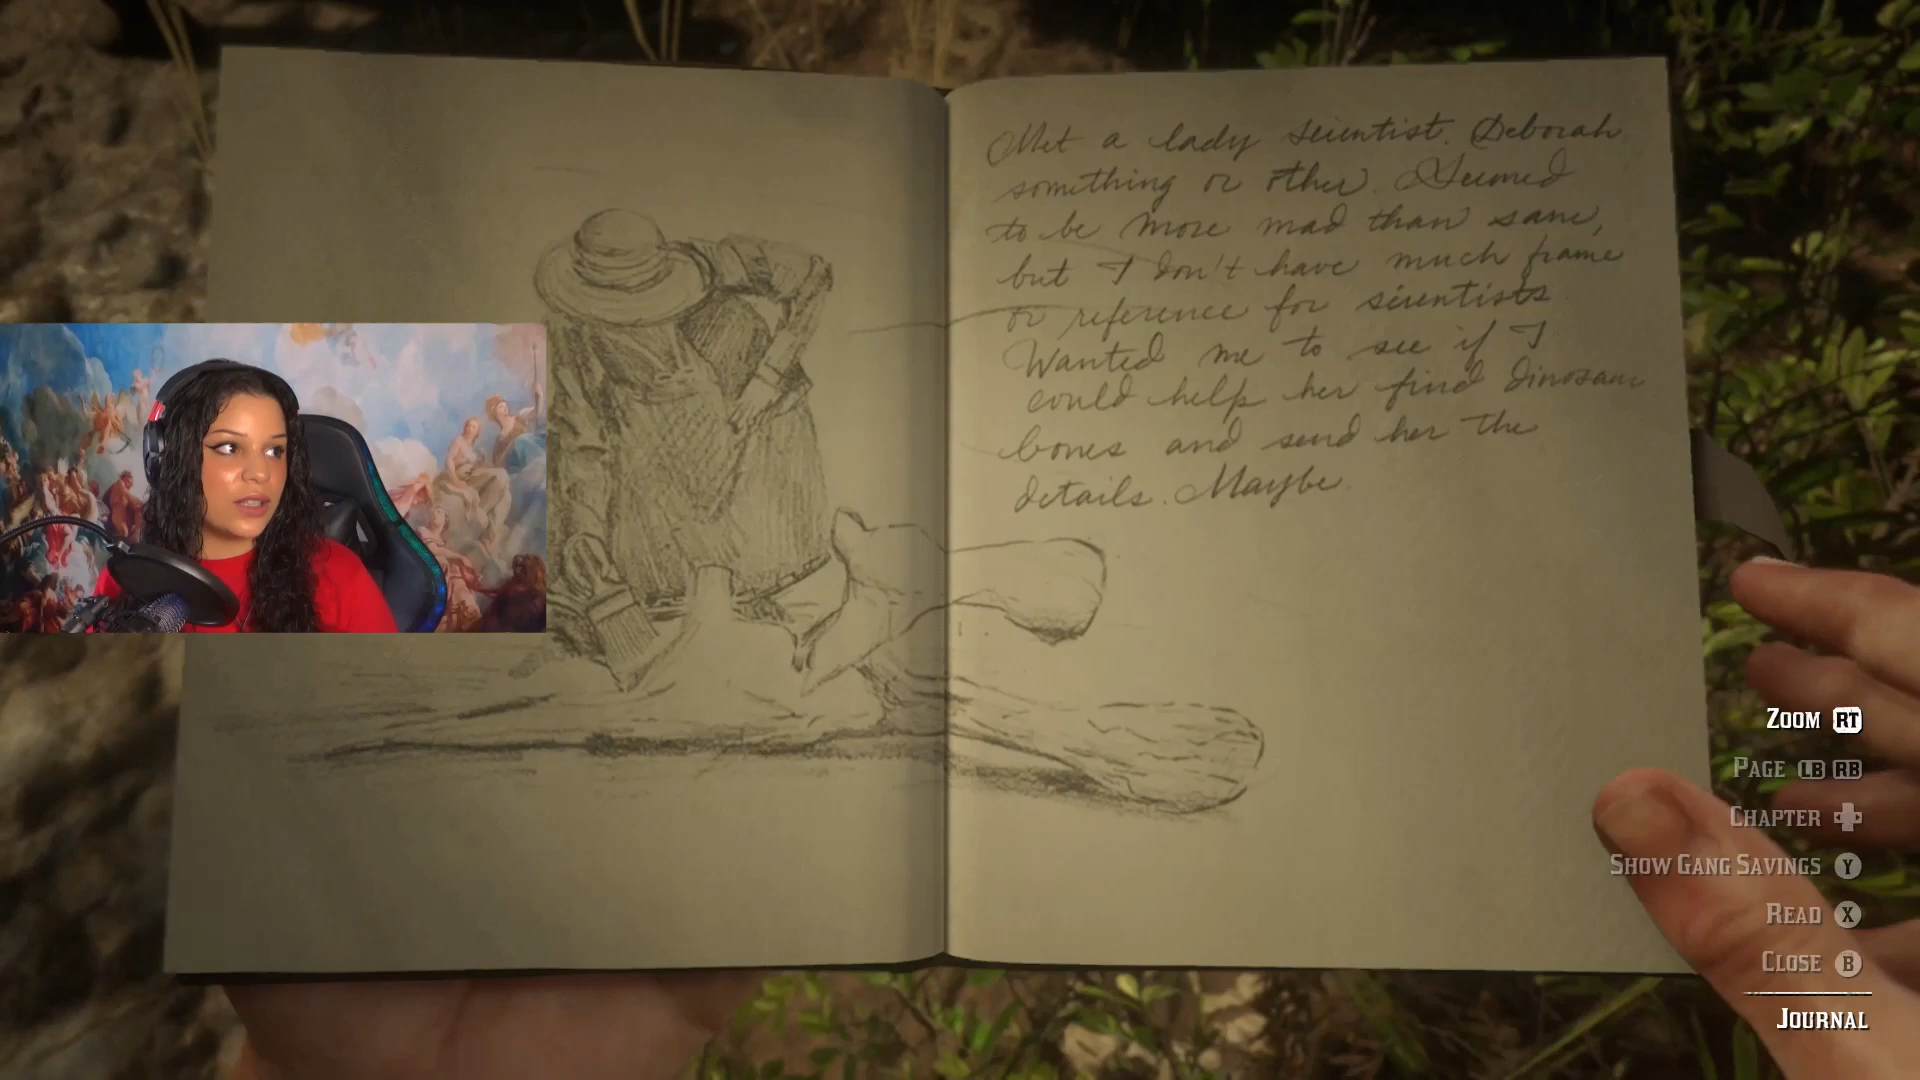 Met a lady scientist. Deborah
something or other. Seemed
to be more mad than sane,
but I don't have much frame
or reference for scientists
Wanted me to see if I
could help her find dinosaur
bones and send her the
details. Maybe.
ZOOM RT
PAGE LB RB
CHAPTER
SHOW GANG SAVINGS Y
READ X
CLOSE B
JOURNAL